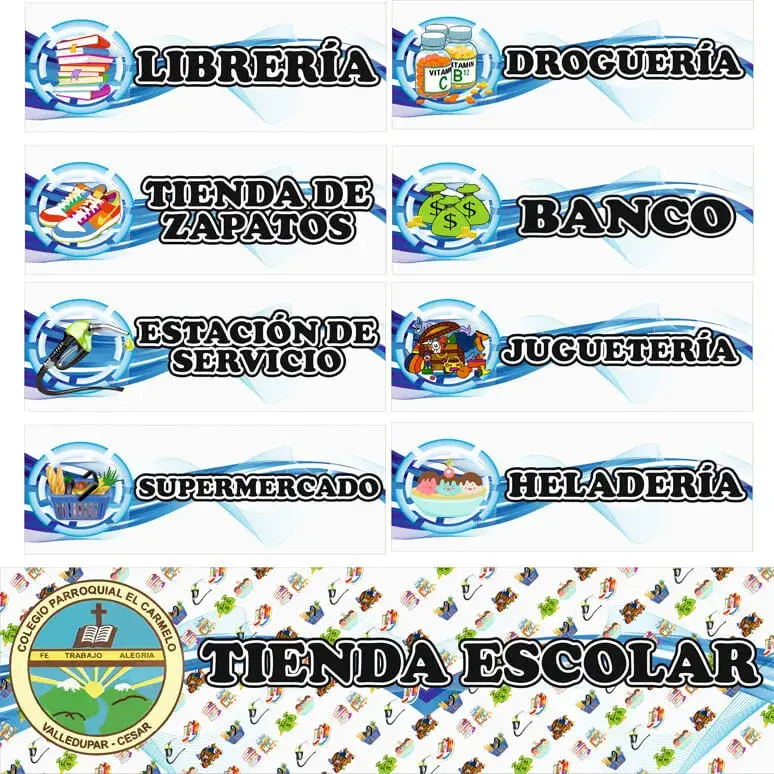 LIBRERÍA
DROGUERÍA
VITAMIN
C
VITAMIN
B12
TIENDA DE
ZAPATOS
BANCO
$ $
$
ESTACIÓN DE
SERVICIO
JUGUETERÍA
SUPERMERCADO
HELADERÍA
COLEGIO PARROQUIAL EL CARMELO
FE TRABAJO ALEGRIA
VALLEDUPAR - CESAR
TIENDA ESCOLAR